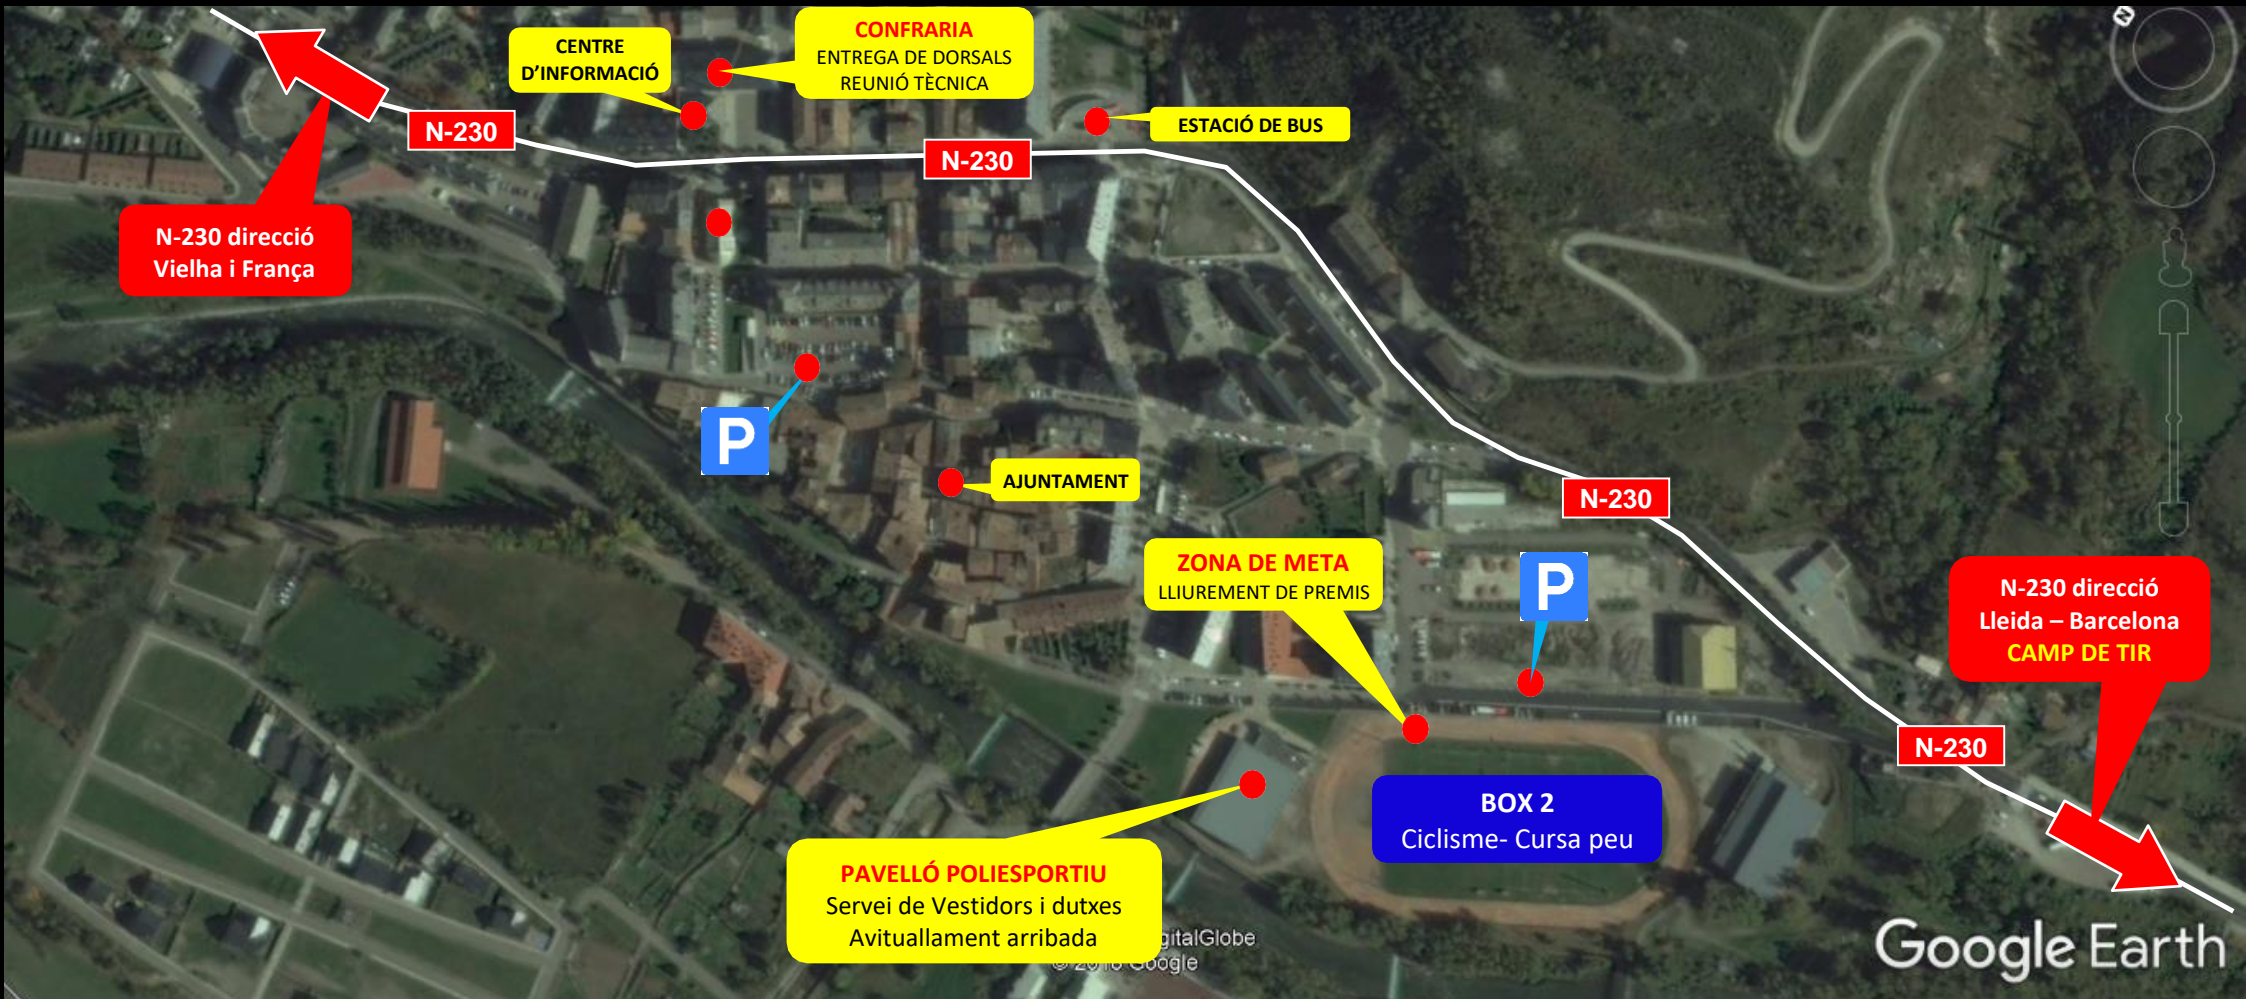 N
CENTRE
D'INFORMACIÓ
CONFRARIA
ENTREGA DE DORSALS
REUNIÓ TÈCNICA
ESTACIÓ DE BUS
N-230
N-230
N-230 direcció
Vielha i França
P
AJUNTAMENT
N-230
ZONA DE META
LLIUREMENT DE PREMIS
P
N-230 direcció
Lleida – Barcelona
CAMP DE TIR
N-230
BOX 2
Ciclisme- Cursa peu
PAVELLÓ POLIESPORTIU
Servei de Vestidors i dutxes
Avituallament arribada
gitalGlobe
Google
Google Earth